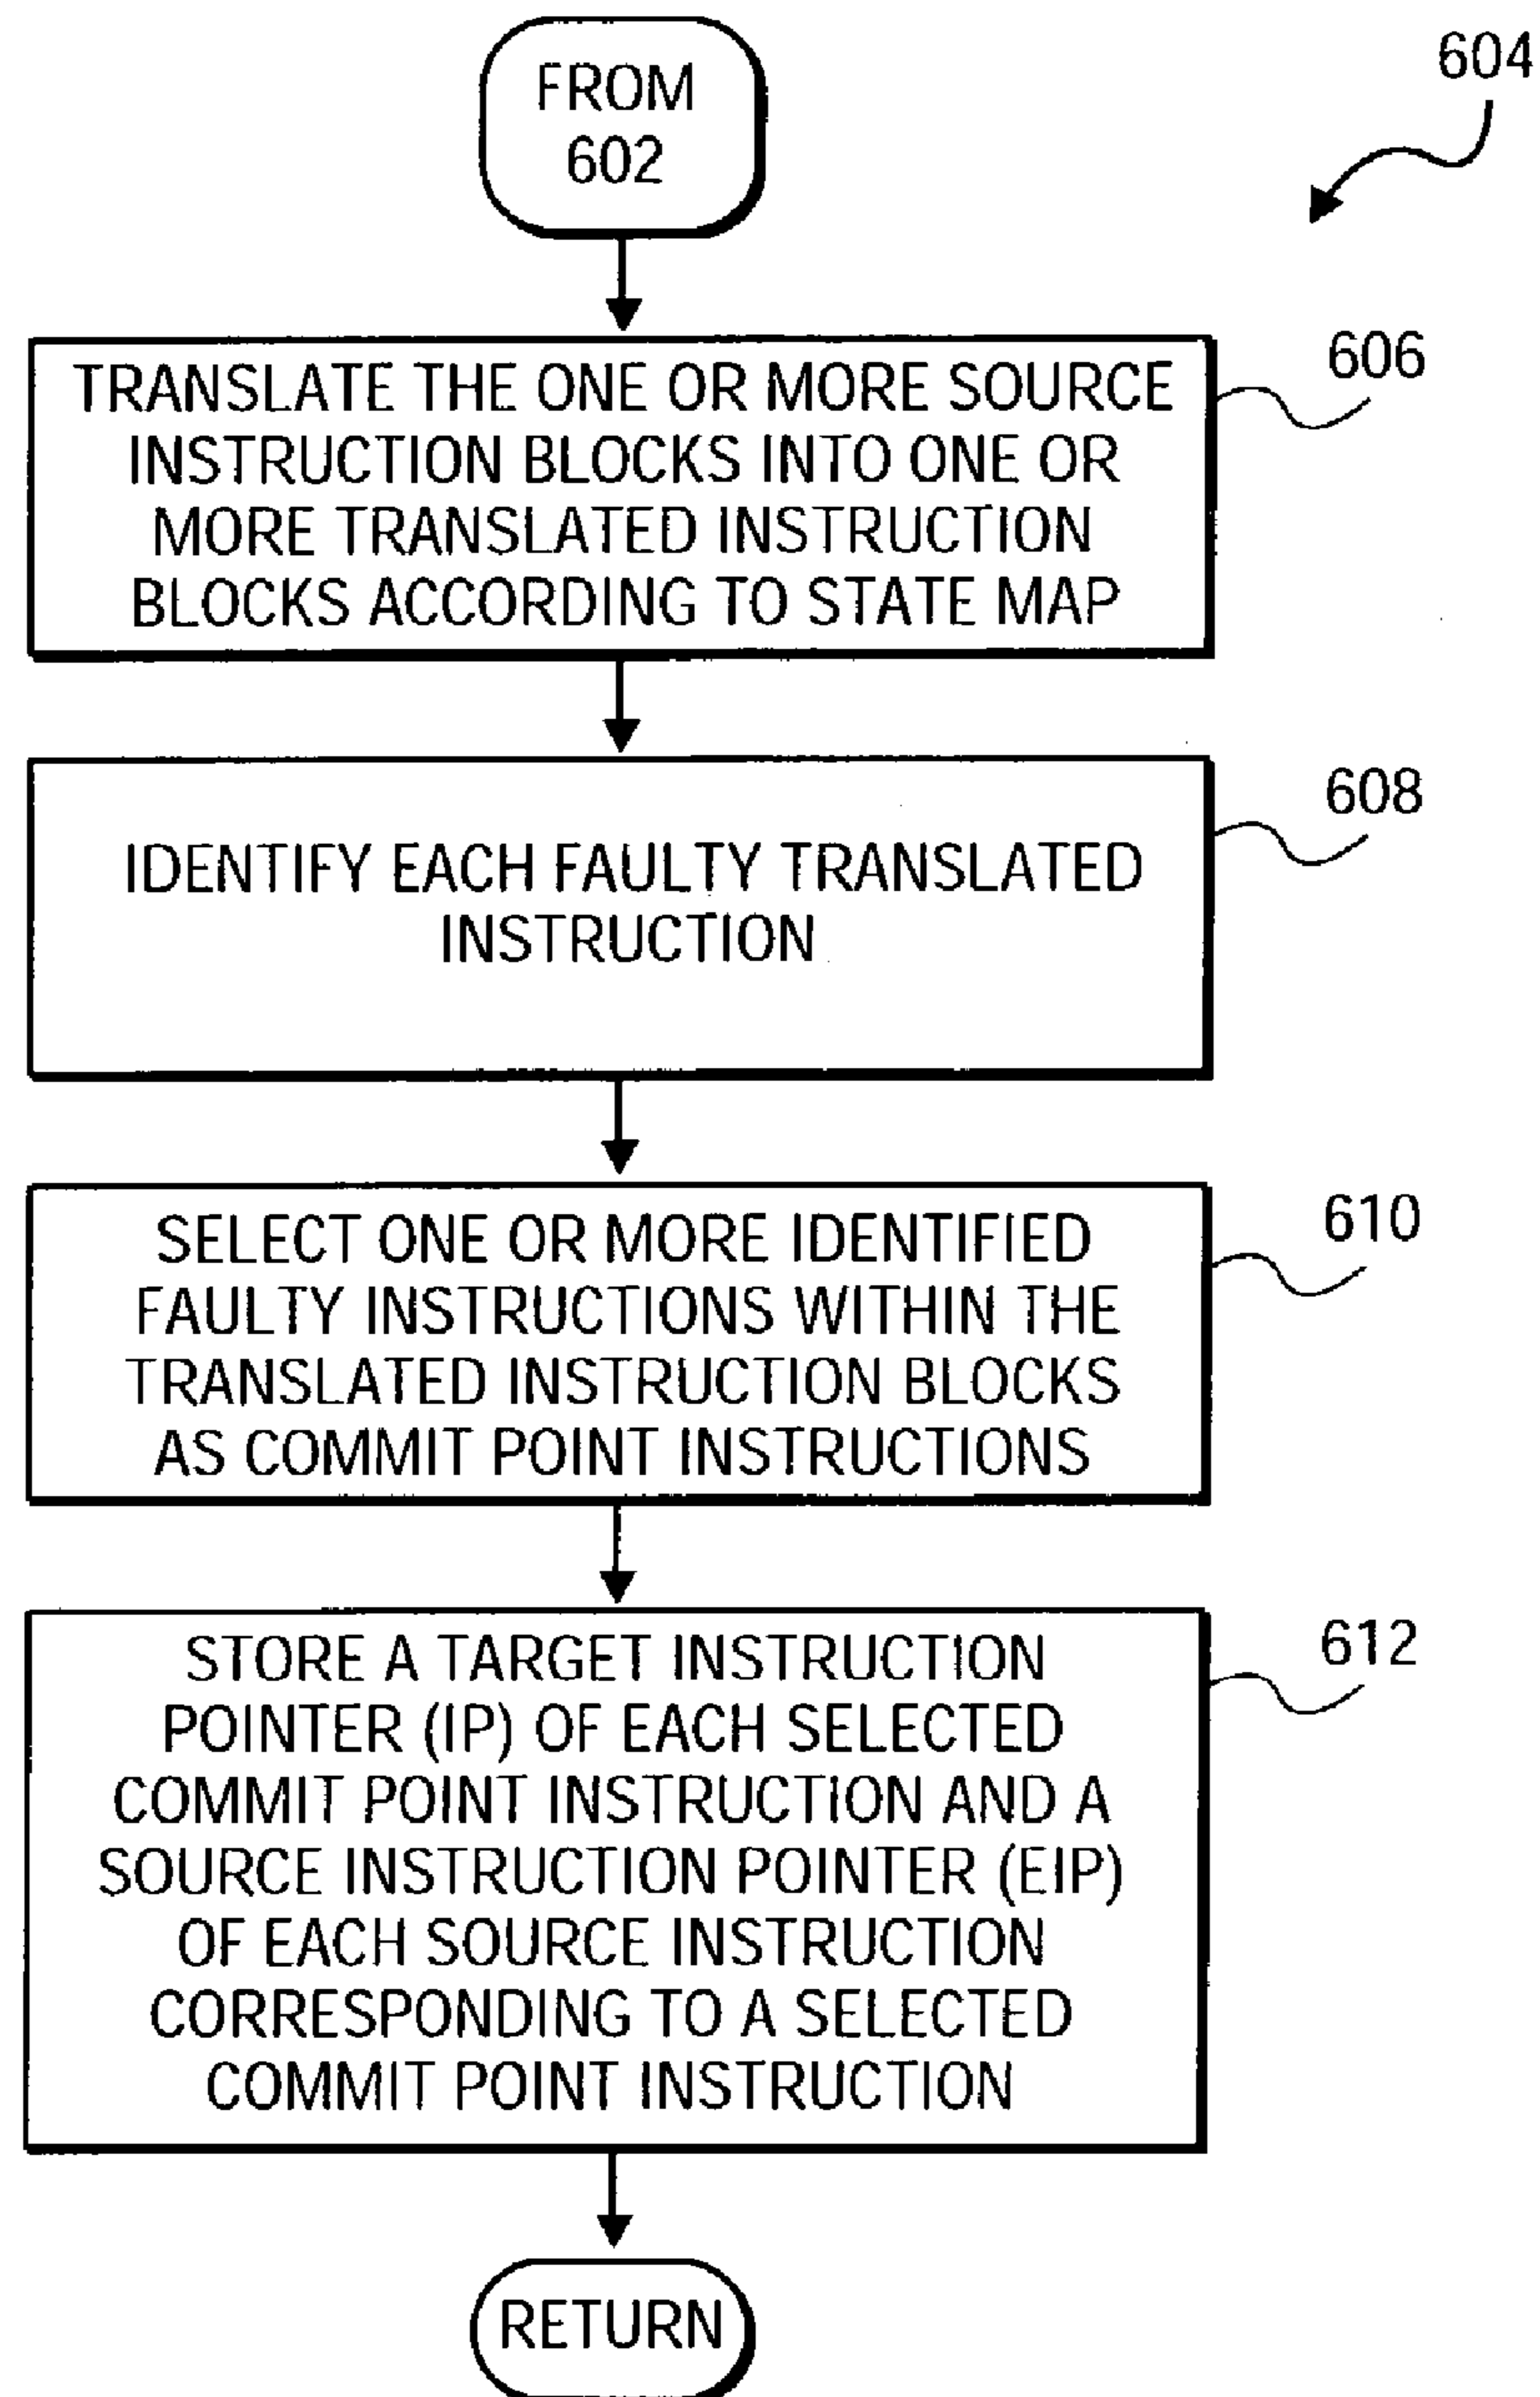 FROM
602
604
TRANSLATE THE ONE OR MORE SOURCE
INSTRUCTION BLOCKS INTO ONE OR
MORE TRANSLATED INSTRUCTION
BLOCKS ACCORDING TO STATE MAP
606
IDENTIFY EACH FAULTY TRANSLATED
INSTRUCTION
608
SELECT ONE OR MORE IDENTIFIED
FAULTY INSTRUCTIONS WITHIN THE
TRANSLATED INSTRUCTION BLOCKS
AS COMMIT POINT INSTRUCTIONS
610
STORE A TARGET INSTRUCTION
POINTER (IP) OF EACH SELECTED
COMMIT POINT INSTRUCTION AND A
SOURCE INSTRUCTION POINTER (EIP)
OF EACH SOURCE INSTRUCTION
CORRESPONDING TO A SELECTED
COMMIT POINT INSTRUCTION
612
RETURN